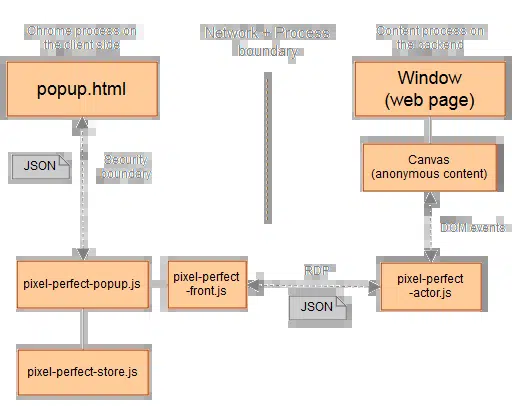 Chrome process on
the client side
Network + Process
boundary
Content process on
the backend
popup.html
Window
(web page)
JSON
Security
boundary
Canvas
(anonymous content)
DOM events
pixel-perfect-popup.js
pixel-perfect
-front.js
RDP
JSON
pixel-perfect
-actor.js
pixel-perfect-store.js